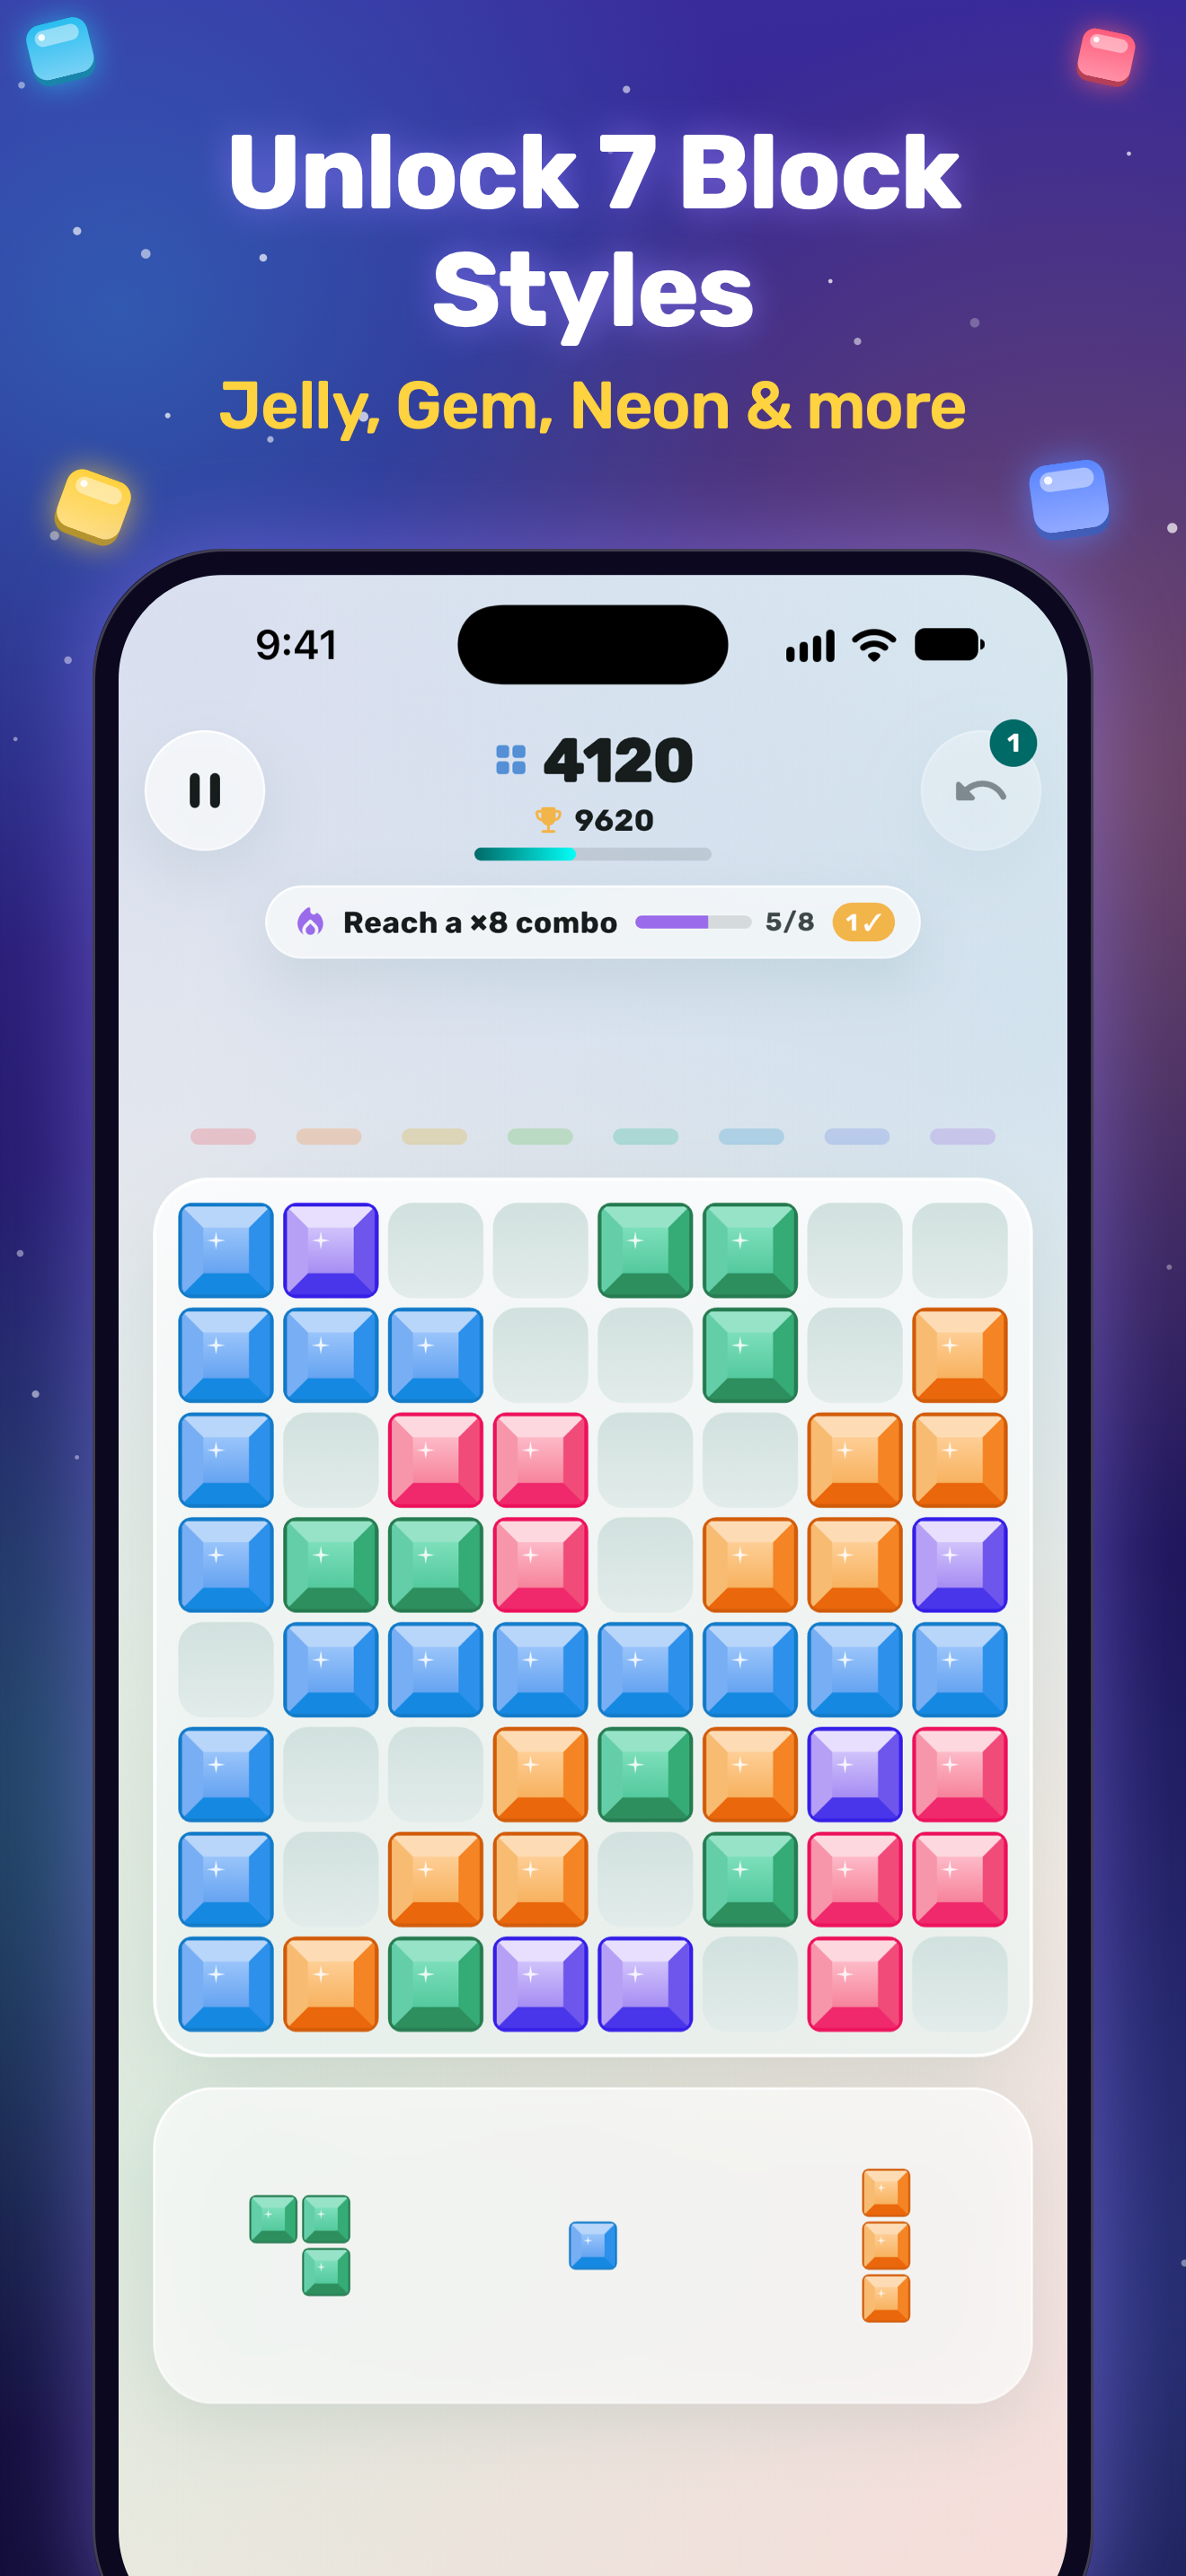 Unlock 7 Block
Styles
Jelly, Gem, Neon & more
9:41
4120
1
9620
Reach a ×8 combo 5/8 1✓